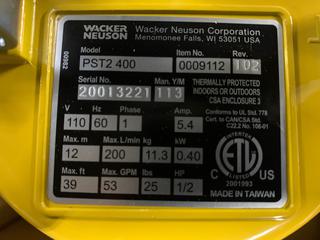 WACKER NEUSON
Wacker Neuson Corporation
Menomonee Falls, WI 53051 USA
Model Item No. Rev.
PST2 400 0009112 102
Serial No. Man. Y/M
20013221 113
THERMALLY PROTECTED
INDOORS OR OUTDOORS
CSA ENCLOSURE 3
V Hz Phase Amp
110 60 1 5.4
Conforms to UL Std. 778
Cert. to CAN/CSA Std.
C22.2 No. 108-01
Max. m Max. L/min kg kW
12 200 11.3 0.40
Max. ft Max. GPM lbs HP
39 53 25 1/2
INTERTEK
ETL
C US
2001993
MADE IN TAIWAN